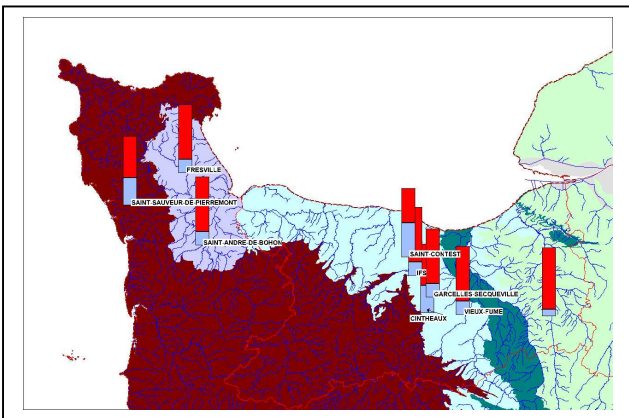 FRESVILLE
SAINT-SAUVEUR-DE-PIERREMONT
SAINT-ANDRE-DE-BOHON
SAINT-CONTEST
IFS
GARCELLES-SECQUEVILLE
VIEUX-FUME
CINTHEAUX